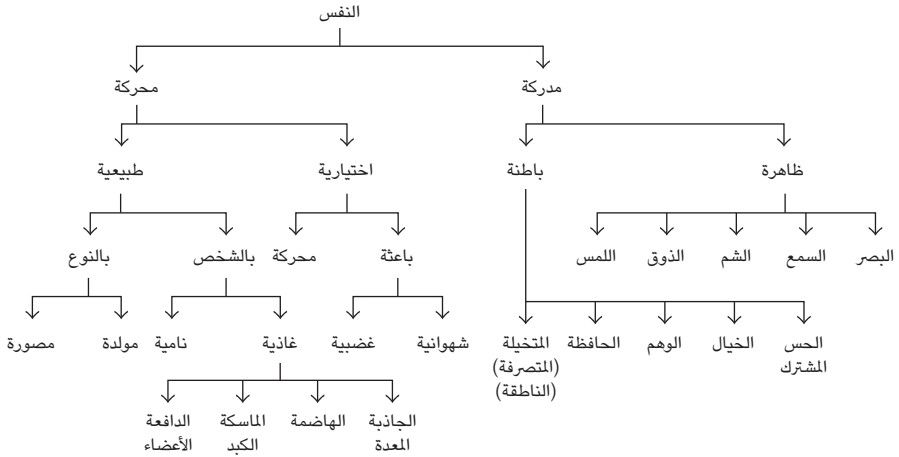 النفس
مدركة محركة
ظاهرة باطنة اختيارية طبيعية
البصر السمع الشم الذوق اللمس باعثة محركة بالشخص بالنوع
الحس الخيال الوهم الحافظة المتخيلة شهوانية غضبية غاذية نامية مولدة مصورة
المشترك (المتصرفة)
(الناطقة)
الجاذبة الهاضمة الماسكة الدافعة
المعدة الكبد الأعضاء